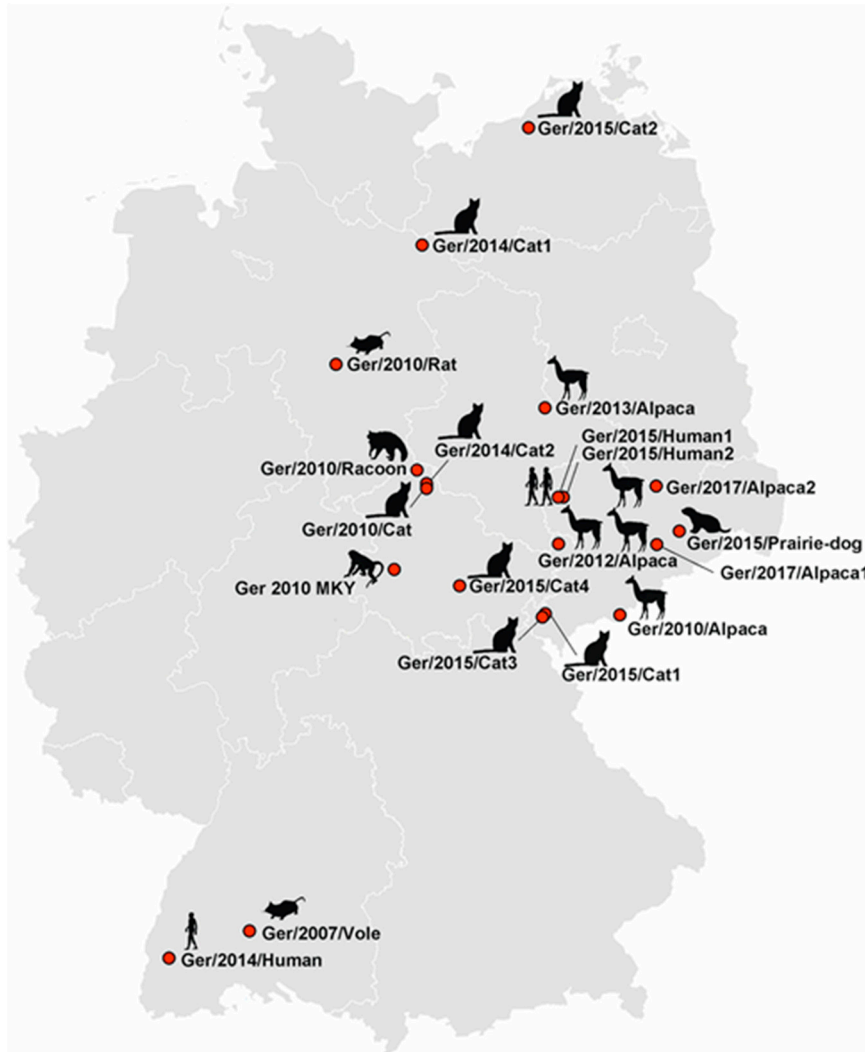 Ger/2015/Cat2
Ger/2014/Cat1
Ger/2010/Rat
Ger/2013/Alpaca
Ger/2015/Human1
Ger/2014/Cat2
Ger/2015/Human2
Ger/2010/Racoon
Ger/2017/Alpaca2
Ger/2010/Cat
Ger/2015/Prairie-dog
Ger/2012/Alpaca
Ger/2017/Alpaca1
Ger 2010 MKY
Ger/2015/Cat4
Ger/2010/Alpaca
Ger/2015/Cat3
Ger/2015/Cat1
Ger/2007/Vole
Ger/2014/Human